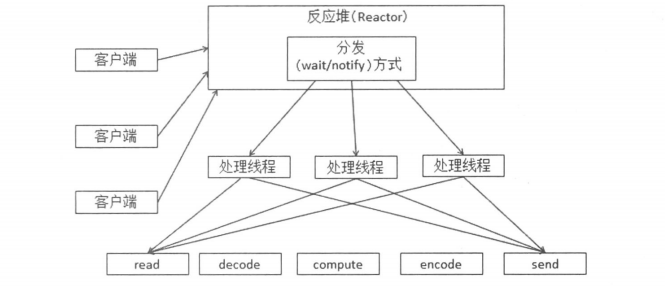 反应堆(Reactor)
分发
(wait/notify)方式
客户端
客户端
客户端
处理线程
处理线程
处理线程
read
decode
compute
encode
send